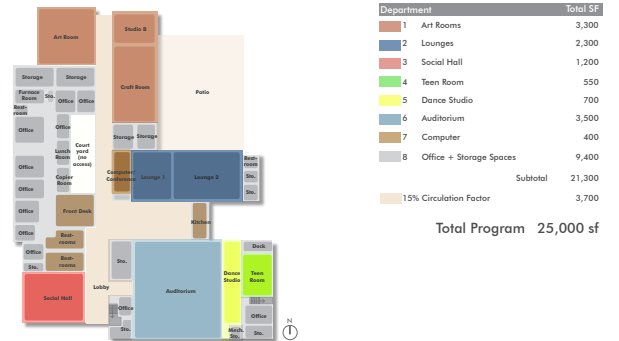 Art Room
Studio B
Craft Room
Patio
Storage
Storage
Furnace
Room
Sto.
Office
Office
Rest-
room
Office
Office
Storage
Storage
Court
yard
(no
access)
Lunch
Room
Office
Copier
Room
Office
Computer/
Conference
Lounge 1
Lounge 2
Rest-
room
Sto.
Sto.
Office
Front Desk
Kitchen
Office
Rest-
rooms
Office
Sto.
Rest-
rooms
Lobby
Social Hall
Sto.
Auditorium
Dance
Studio
Dock
Teen
Room
Office
Sto.
Office
Mech.
Sto.
Sto.
N
Department Total SF
1 Art Rooms 3,300
2 Lounges 2,300
3 Social Hall 1,200
4 Teen Room 550
5 Dance Studio 700
6 Auditorium 3,500
7 Computer 400
8 Office + Storage Spaces 9,400
Subtotal 21,300
15% Circulation Factor 3,700
Total Program 25,000 sf